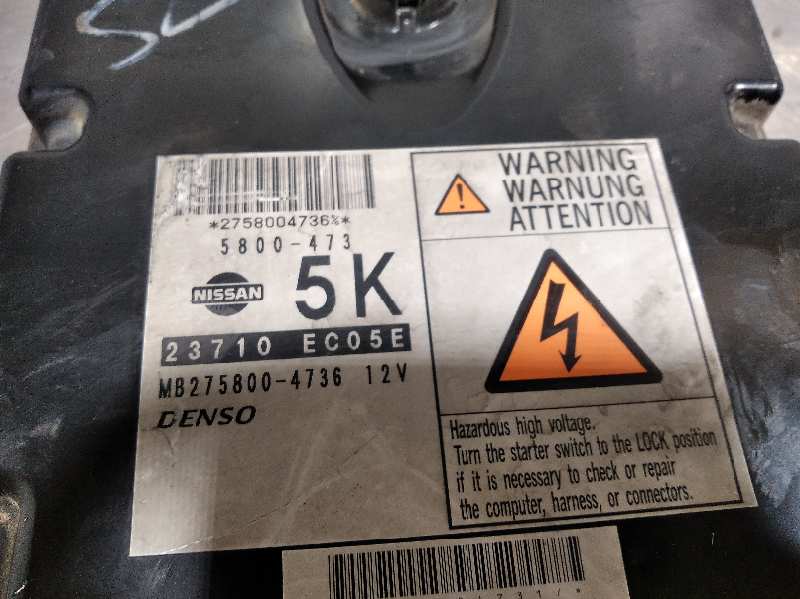 *2758004736%*
5800-473
NISSAN
5K
23710 EC05E
MB275800-4736 12V
DENSO
WARNING
WARNUNG
ATTENTION
Hazardous high voltage.
Turn the starter switch to the LOCK position
if it is necessary to check or repair
the computer, harness, or connectors.